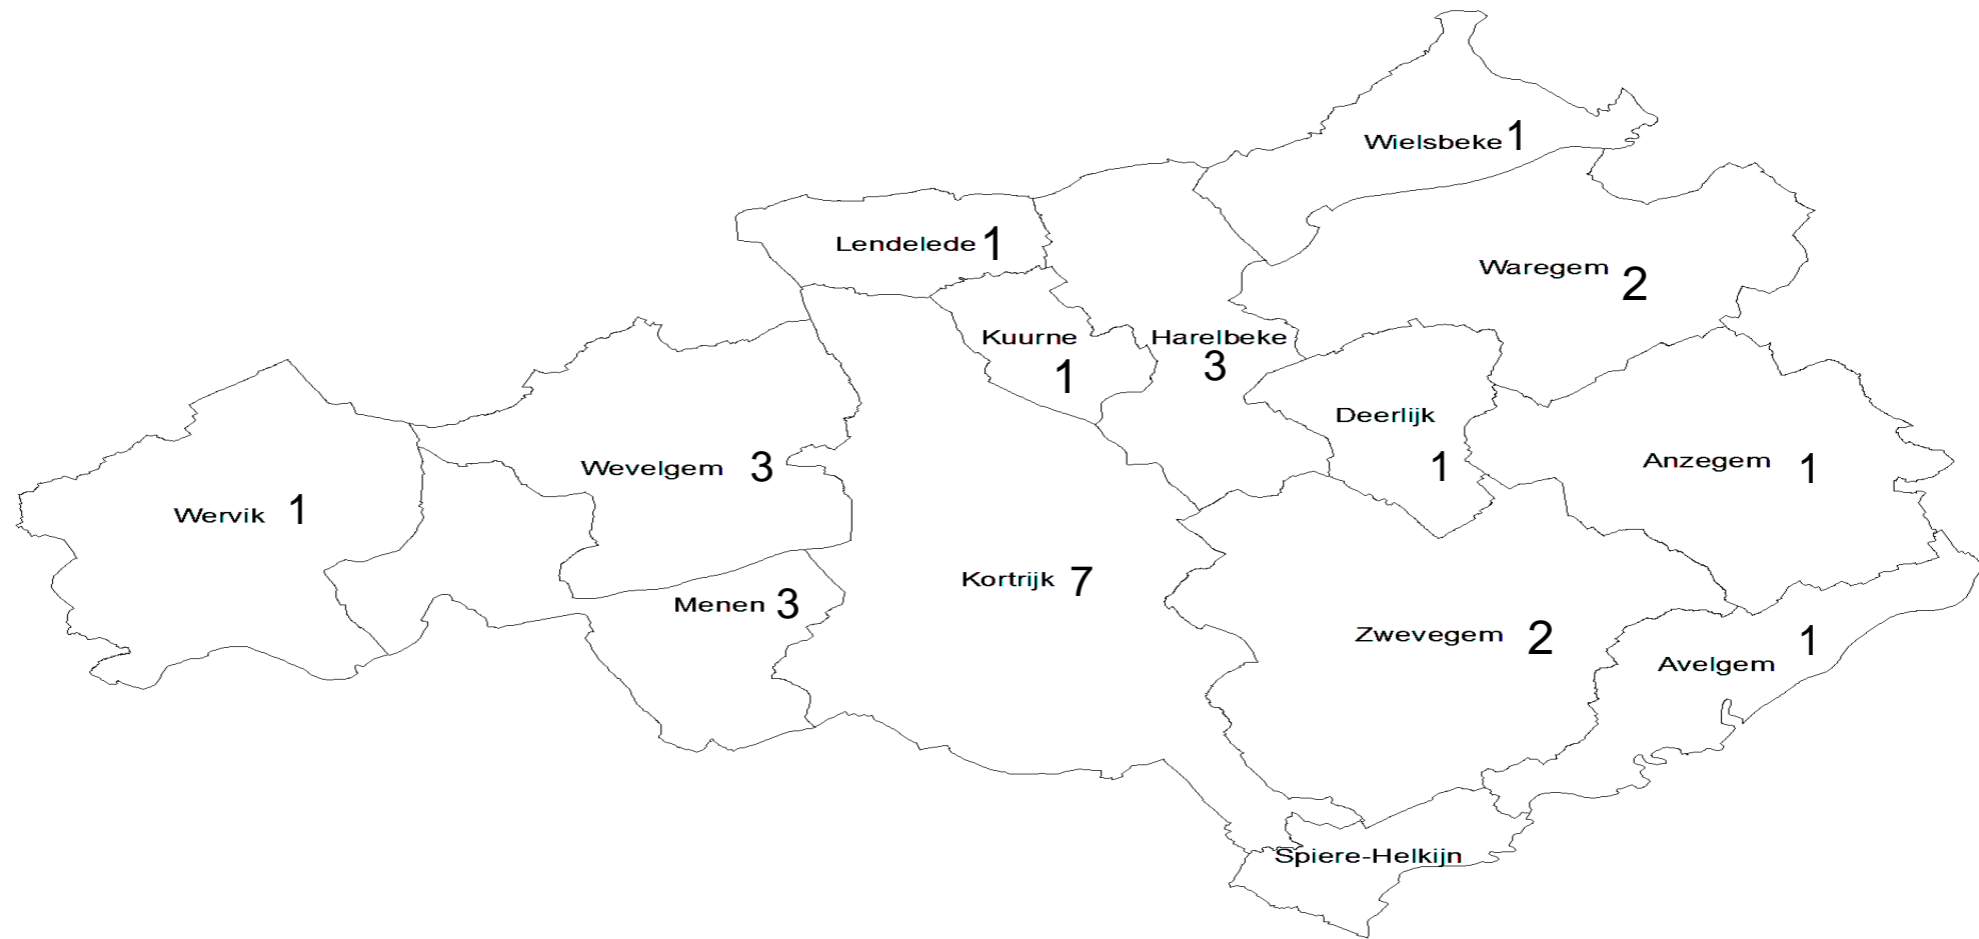 Wielsbeke 1
Lendelede 1
Waregem 2
Kuurne 1
Harelbeke 3
Deerlijk 1
Wevelgem 3
Anzegem 1
Wervik 1
Kortrijk 7
Menen 3
Zwevegem 2
Avelgem 1
Spiere-Helkijn